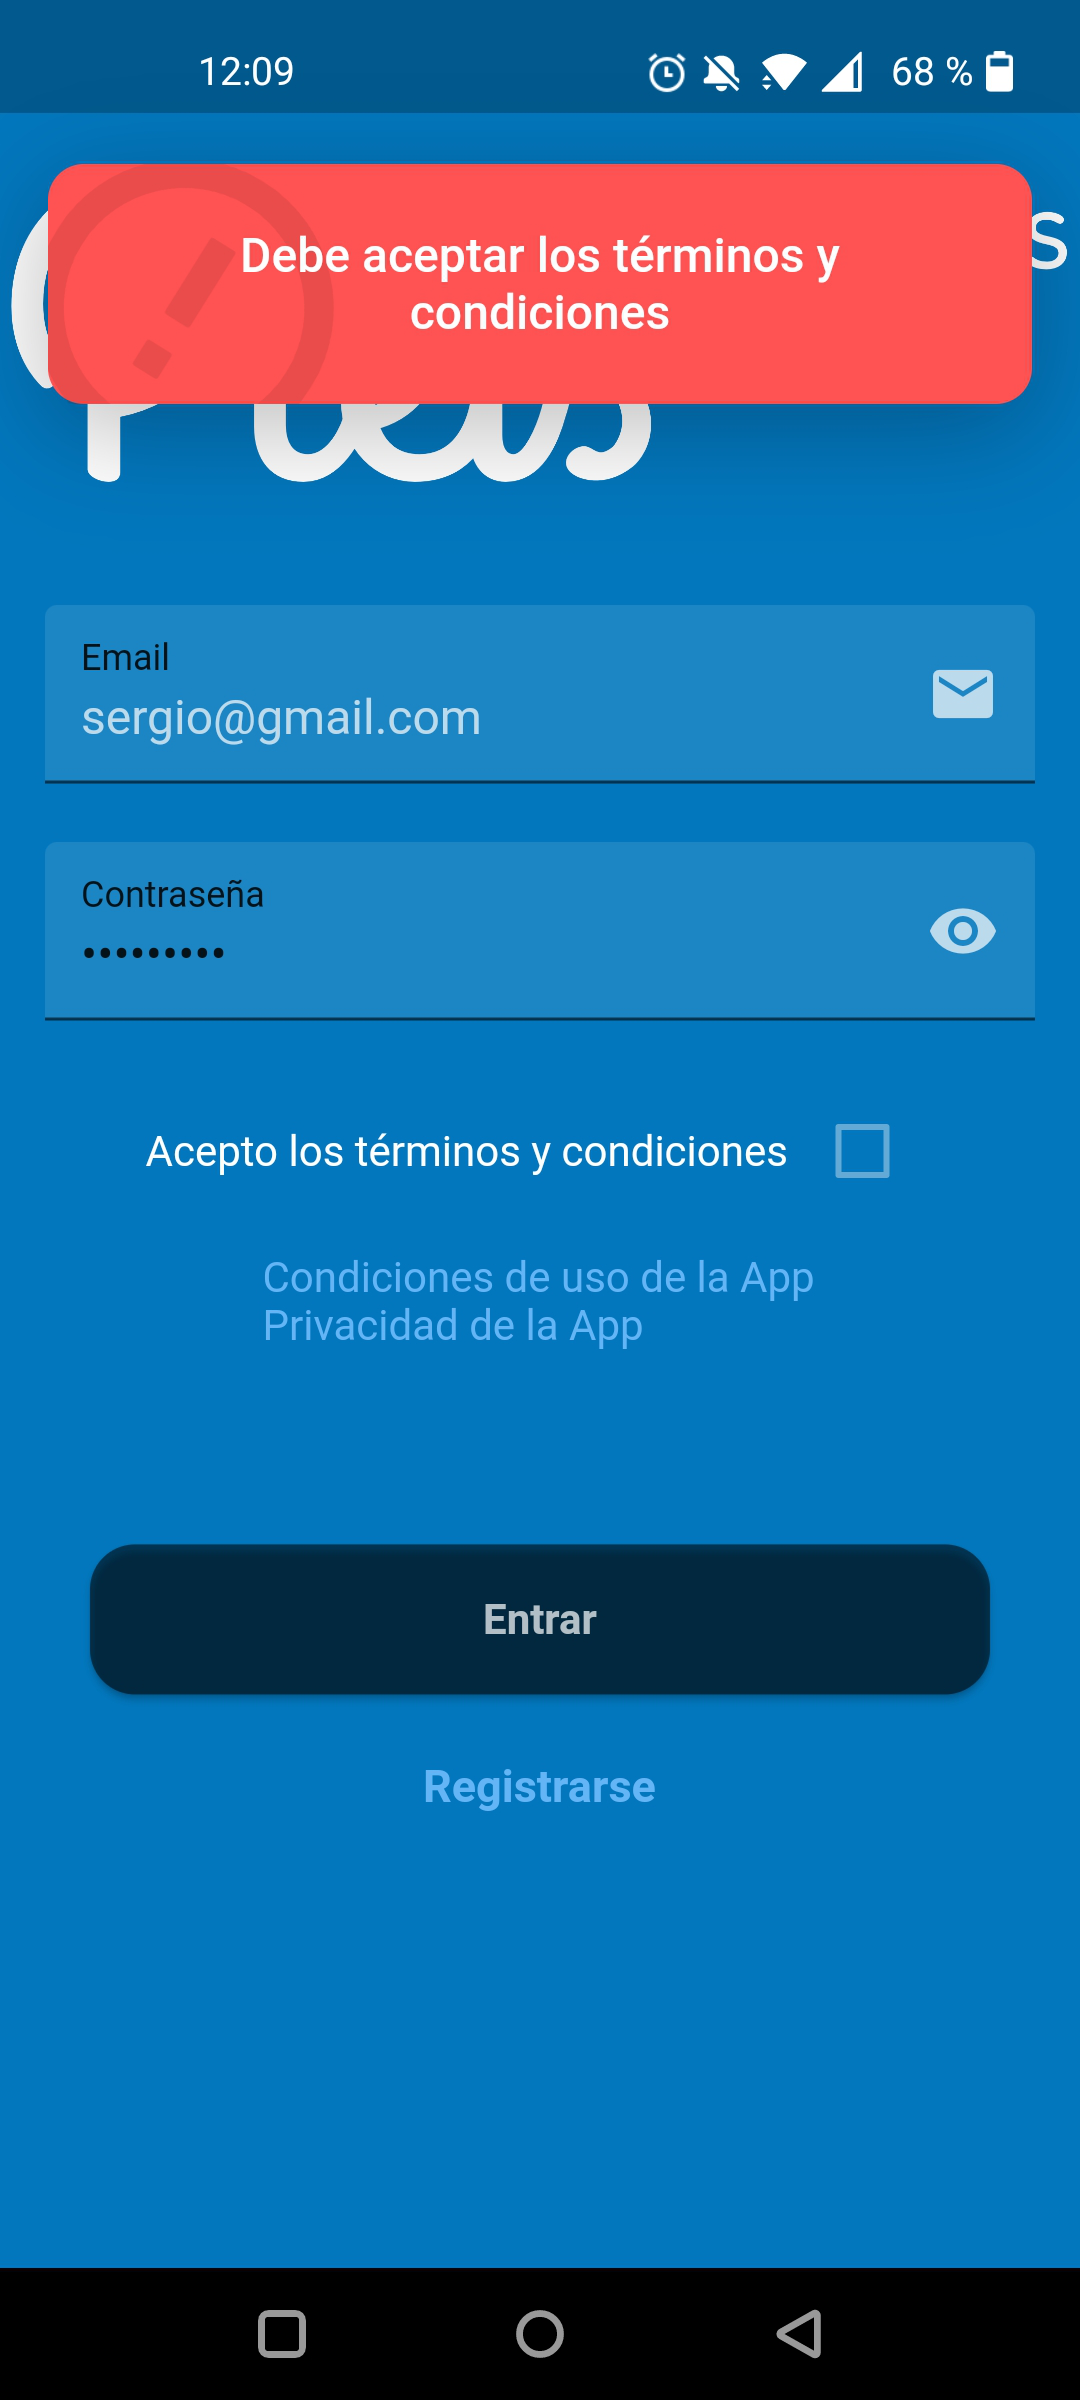 12:09 68 %
Debe aceptar los términos y
condiciones
Email
sergio@gmail.com
Contraseña
•••••••••
Acepto los términos y condiciones
Condiciones de uso de la App
Privacidad de la App
Entrar
Registrarse